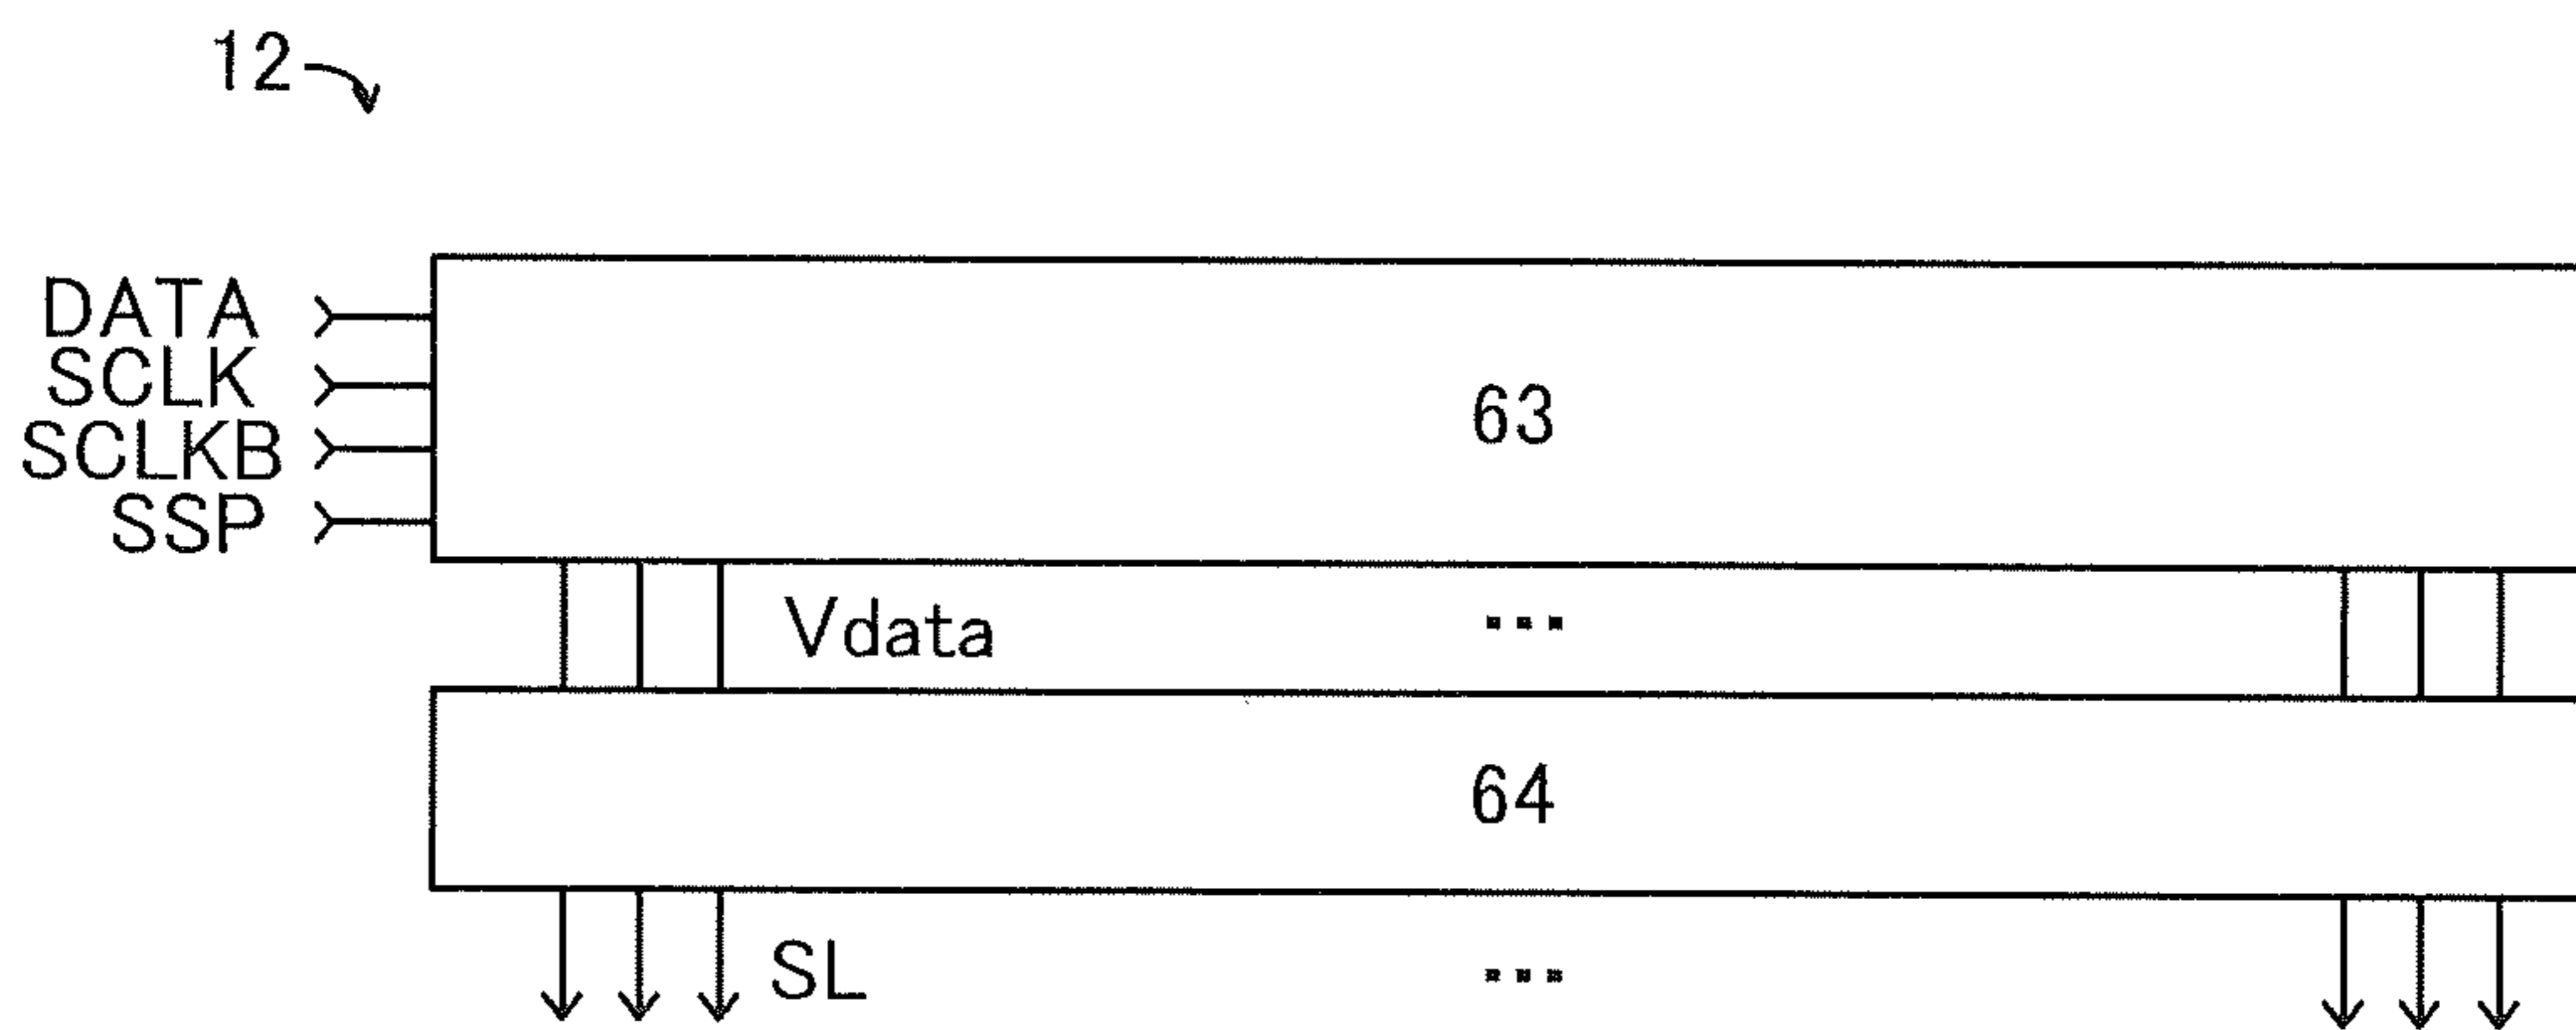 12
DATA
SCLK
SCLKB
SSP
63
Vdata ...
64
SL ...